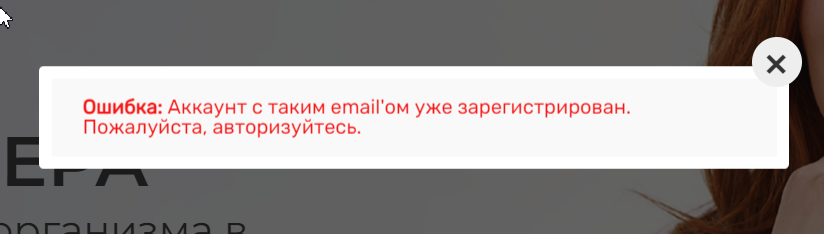 Ошибка: Аккаунт с таким email'ом уже зарегистрирован.
Пожалуйста, авторизуйтесь.
ЕРА
организма в